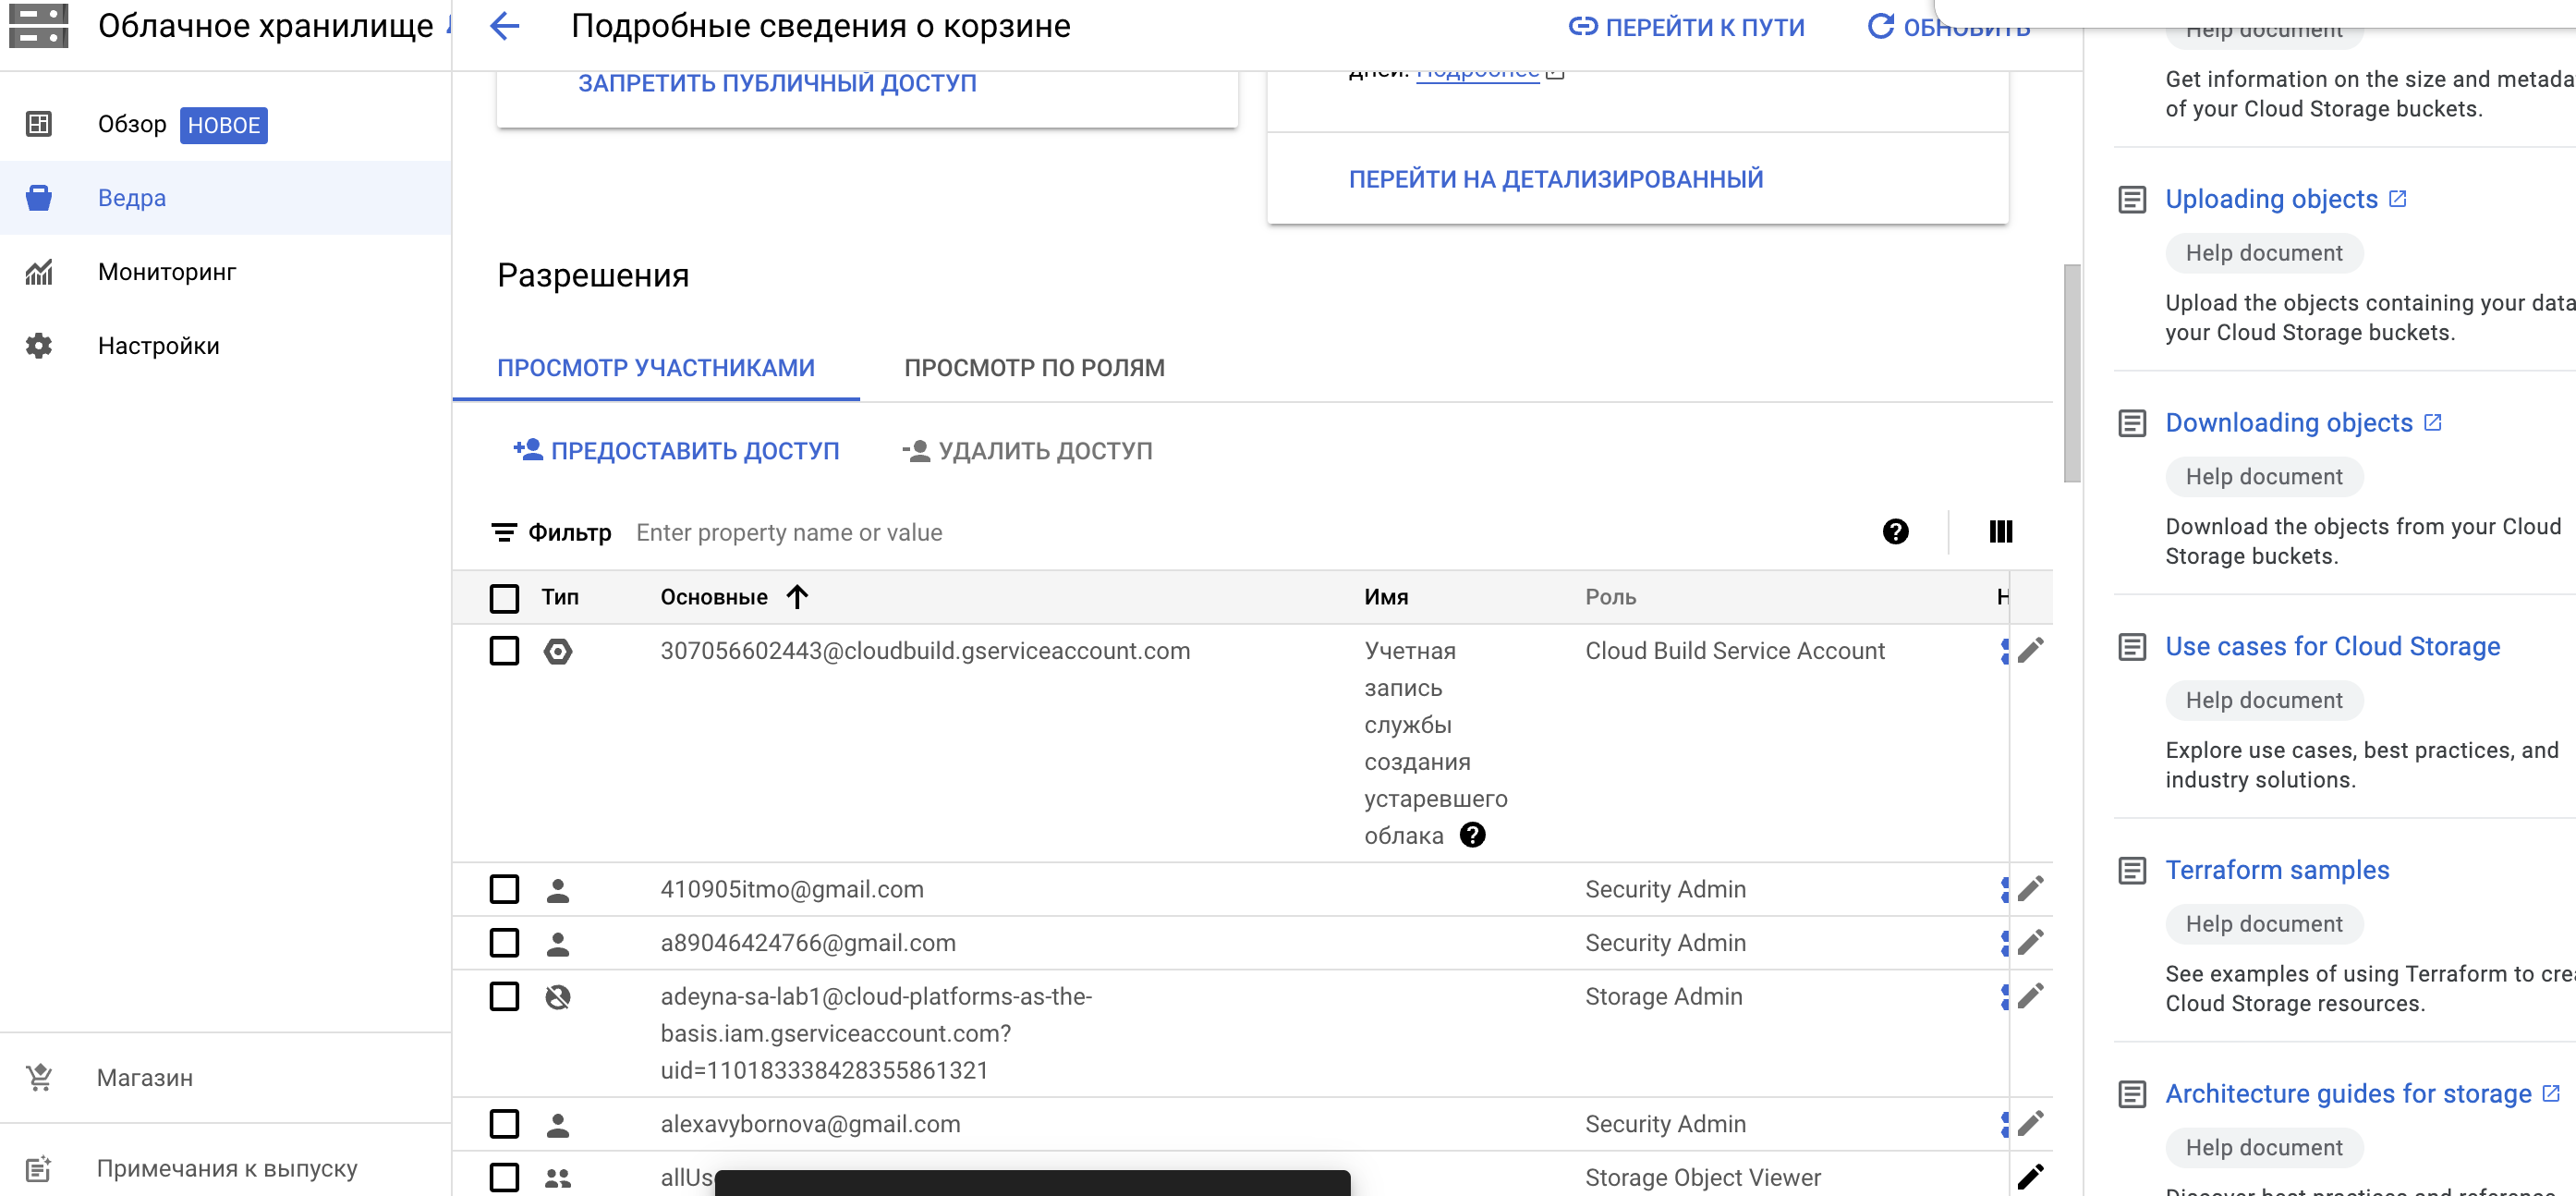 Облачное хранилище
Обзор НОВОЕ
Ведра
Мониторинг
Настройки
Магазин
Примечания к выпуску
Подробные сведения о корзине
ПЕРЕЙТИ К ПУТИ
ОБНОВИТЬ
ЗАПРЕТИТЬ ПУБЛИЧНЫЙ ДОСТУП
дней. Подробнее
ПЕРЕЙТИ НА ДЕТАЛИЗИРОВАННЫЙ
Разрешения
ПРОСМОТР УЧАСТНИКАМИ ПРОСМОТР ПО РОЛЯМ
ПРЕДОСТАВИТЬ ДОСТУП УДАЛИТЬ ДОСТУП
Фильтр Enter property name or value
Тип Основные Имя Роль Н
307056602443@cloudbuild.gserviceaccount.com
Учетная
запись
службы
создания
устаревшего
облака
Cloud Build Service Account
410905itmo@gmail.com Security Admin
a89046424766@gmail.com Security Admin
adeyna-sa-lab1@cloud-platforms-as-the-
basis.iam.gserviceaccount.com?
uid=110183338428355861321
Storage Admin
alexavybornova@gmail.com Security Admin
allUs Storage Object Viewer
Help document
Get information on the size and metada
of your Cloud Storage buckets.
Uploading objects
Help document
Upload the objects containing your data
your Cloud Storage buckets.
Downloading objects
Help document
Download the objects from your Cloud
Storage buckets.
Use cases for Cloud Storage
Help document
Explore use cases, best practices, and
industry solutions.
Terraform samples
Help document
See examples of using Terraform to cre
Cloud Storage resources.
Architecture guides for storage
Help document